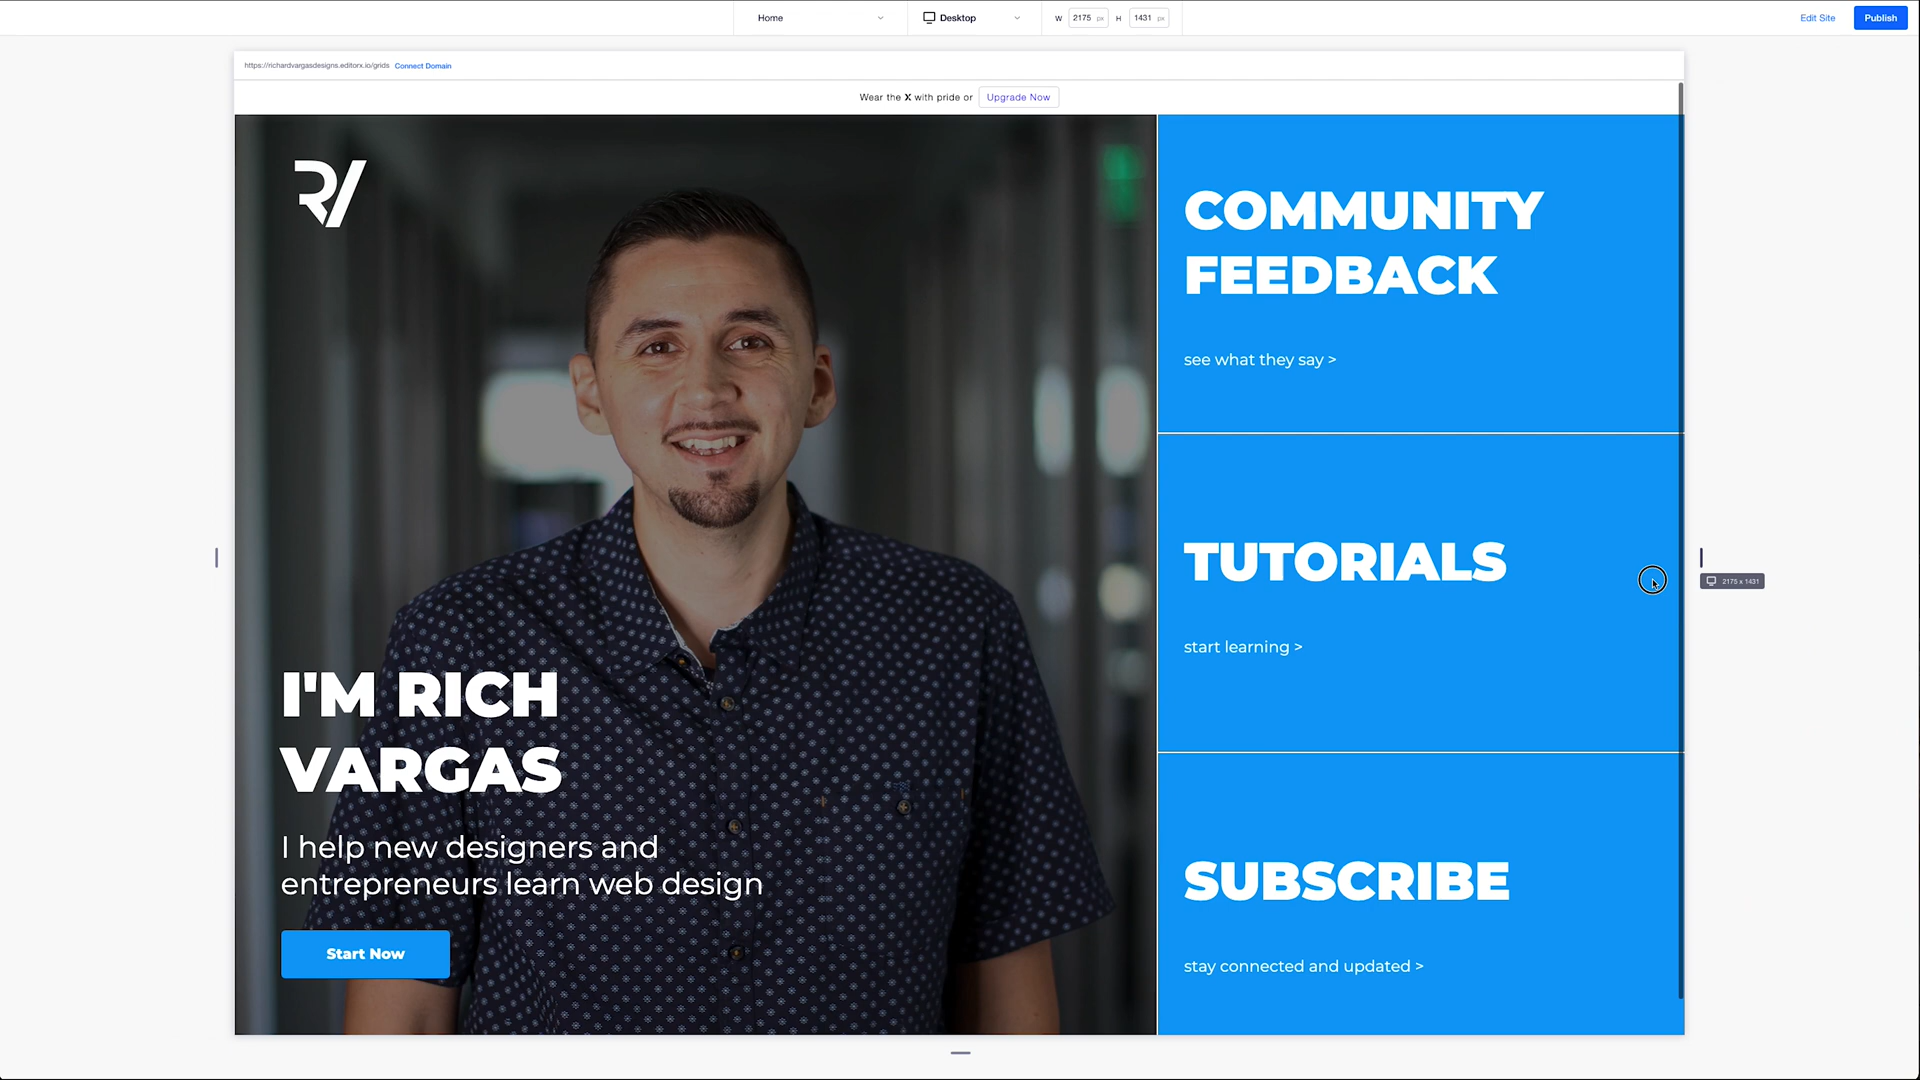 Home
Desktop
W 2175 px H 1431 px
Edit Site
Publish
https://richardvargasdesigns.editorx.io/grids Connect Domain
Wear the X with pride or Upgrade Now
RV
COMMUNITY
FEEDBACK
see what they say >
TUTORIALS
start learning >
2175 x 1431
I'M RICH
VARGAS
I help new designers and
entrepreneurs learn web design
Start Now
SUBSCRIBE
stay connected and updated >